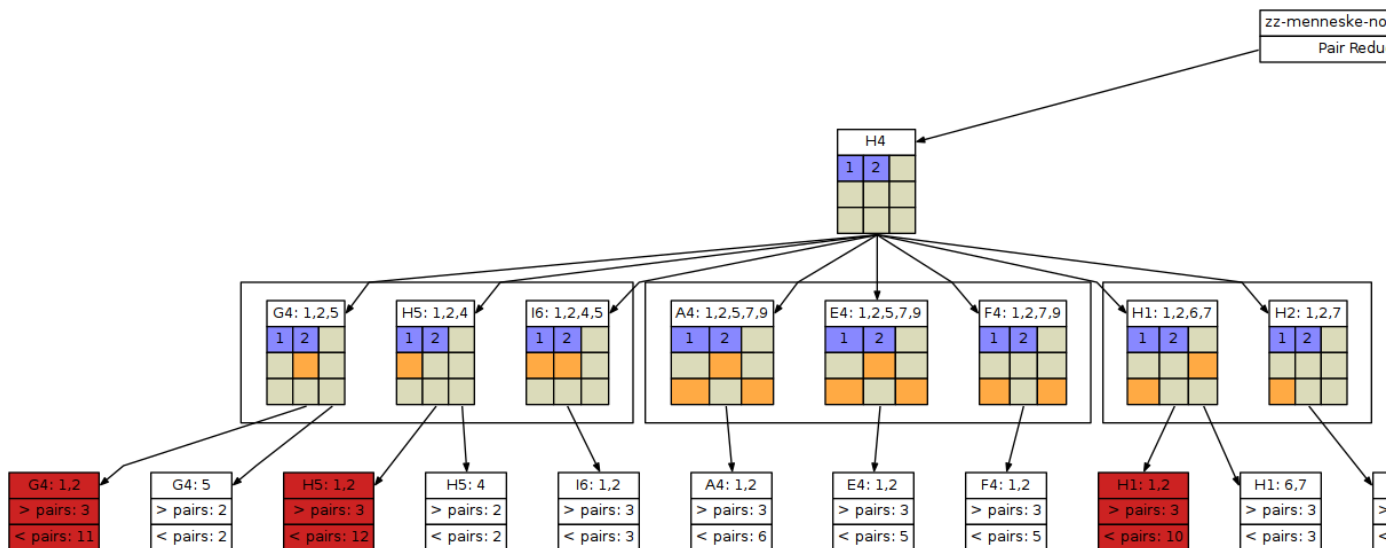 zz-menneske-no
Pair Redu
H4
1 2
G4: 1,2,5
1 2
H5: 1,2,4
1 2
I6: 1,2,4,5
1 2
A4: 1,2,5,7,9
1 2
E4: 1,2,5,7,9
1 2
F4: 1,2,7,9
1 2
H1: 1,2,6,7
1 2
H2: 1,2,7
1 2
G4: 1,2
> pairs: 3
< pairs: 11
G4: 5
> pairs: 2
< pairs: 2
H5: 1,2
> pairs: 3
< pairs: 12
H5: 4
> pairs: 2
< pairs: 2
I6: 1,2
> pairs: 3
< pairs: 3
A4: 1,2
> pairs: 3
< pairs: 6
E4: 1,2
> pairs: 3
< pairs: 5
F4: 1,2
> pairs: 3
< pairs: 5
H1: 1,2
> pairs: 3
< pairs: 10
H1: 6,7
> pairs: 3
< pairs: 3
>
<